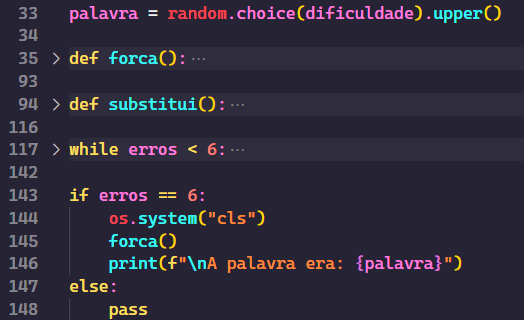 33 palavra = random.choice(dificuldade).upper()
34
35 > def forca():···
93
94 > def substitui():···
116
117 > while erros < 6:···
142
143 if erros == 6:
144     os.system("cls")
145     forca()
146     print(f"\nA palavra era: {palavra}")
147 else:
148     pass